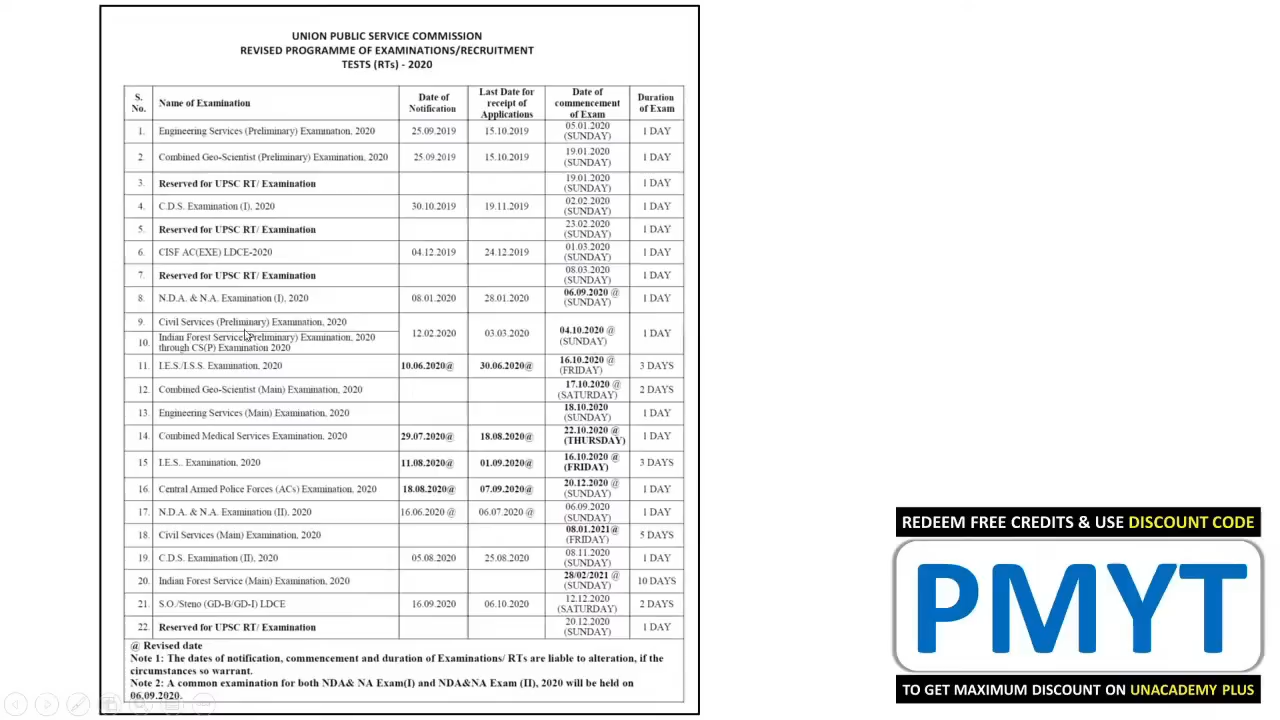 UNION PUBLIC SERVICE COMMISSION
REVISED PROGRAMME OF EXAMINATIONS/RECRUITMENT
TESTS (RTs) - 2020
S. No. Name of Examination Date of Notification Last Date for receipt of Applications Date of commencement of Exam Duration of Exam
1. Engineering Services (Preliminary) Examination, 2020 25.09.2019 15.10.2019 05.01.2020 (SUNDAY) 1 DAY
2. Combined Geo-Scientist (Preliminary) Examination, 2020 25.09.2019 15.10.2019 19.01.2020 (SUNDAY) 1 DAY
3. Reserved for UPSC RT/ Examination 19.01.2020 (SUNDAY) 1 DAY
4. C.D.S. Examination (I), 2020 30.10.2019 19.11.2019 02.02.2020 (SUNDAY) 1 DAY
5. Reserved for UPSC RT/ Examination 23.02.2020 (SUNDAY) 1 DAY
6. CISF AC(EXE) LDCE-2020 04.12.2019 24.12.2019 01.03.2020 (SUNDAY) 1 DAY
7. Reserved for UPSC RT/ Examination 08.03.2020 (SUNDAY) 1 DAY
8. N.D.A. & N.A. Examination (I), 2020 08.01.2020 28.01.2020 06.09.2020 @ (SUNDAY) 1 DAY
9. Civil Services (Preliminary) Examination, 2020 12.02.2020 03.03.2020 04.10.2020 @ (SUNDAY) 1 DAY
10. Indian Forest Service (Preliminary) Examination, 2020
through CS(P) Examination 2020
11. I.E.S./I.S.S. Examination, 2020 10.06.2020@ 30.06.2020@ 16.10.2020 @ (FRIDAY) 3 DAYS
12. Combined Geo-Scientist (Main) Examination, 2020 17.10.2020 @ (SATURDAY) 2 DAYS
13. Engineering Services (Main) Examination, 2020 18.10.2020 (SUNDAY) 1 DAY
14. Combined Medical Services Examination, 2020 29.07.2020@ 18.08.2020@ 22.10.2020 @ (THURSDAY) 1 DAY
15 I.E.S.. Examination, 2020 11.08.2020@ 01.09.2020@ 16.10.2020 @ (FRIDAY) 3 DAYS
16. Central Armed Police Forces (ACs) Examination, 2020 18.08.2020@ 07.09.2020@ 20.12.2020 @ (SUNDAY) 1 DAY
17. N.D.A. & N.A. Examination (II), 2020 16.06.2020 @ 06.07.2020 @ 06.09.2020 (SUNDAY) 1 DAY
18. Civil Services (Main) Examination, 2020 08.01.2021@ (FRIDAY) 5 DAYS
19. C.D.S. Examination (II), 2020 05.08.2020 25.08.2020 08.11.2020 (SUNDAY) 1 DAY
20. Indian Forest Service (Main) Examination, 2020 28/02/2021 @ (SUNDAY) 10 DAYS
21. S.O./Steno (GD-B/GD-I) LDCE 16.09.2020 06.10.2020 12.12.2020 (SATURDAY) 2 DAYS
22. Reserved for UPSC RT/ Examination 20.12.2020 (SUNDAY) 1 DAY
@ Revised date
Note 1: The dates of notification, commencement and duration of Examinations/ RTs are liable to alteration, if the
circumstances so warrant.
Note 2: A common examination for both NDA& NA Exam(I) and NDA&NA Exam (II), 2020 will be held on
06.09.2020.
REDEEM FREE CREDITS & USE DISCOUNT CODE
PMYT
TO GET MAXIMUM DISCOUNT ON UNACADEMY PLUS